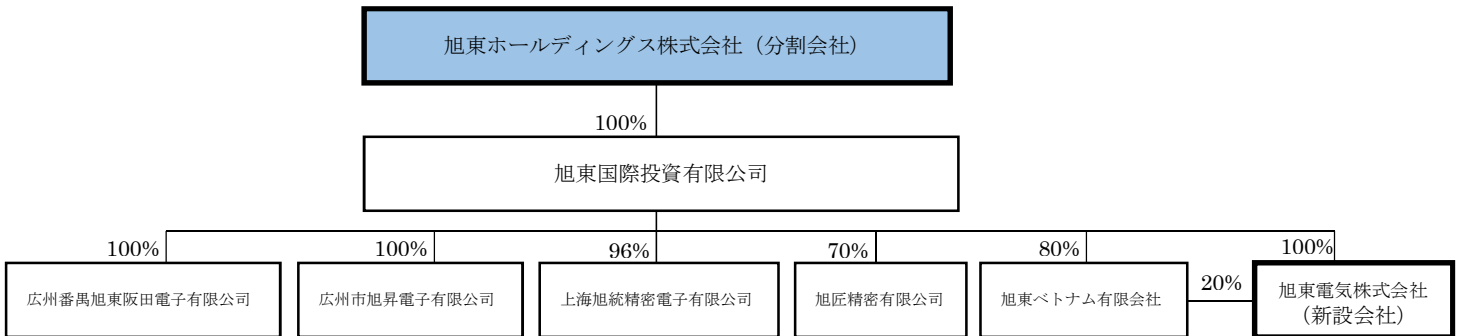 旭東ホールディングス株式会社（分割会社）
100%
旭東国際投資有限公司
100%
100%
96%
70%
80%
100%
広州番禺旭東阪田電子有限公司
広州市旭昇電子有限公司
上海旭統精密電子有限公司
旭匠精密有限公司
旭東ベトナム有限会社
20%
旭東電気株式会社
（新設会社）